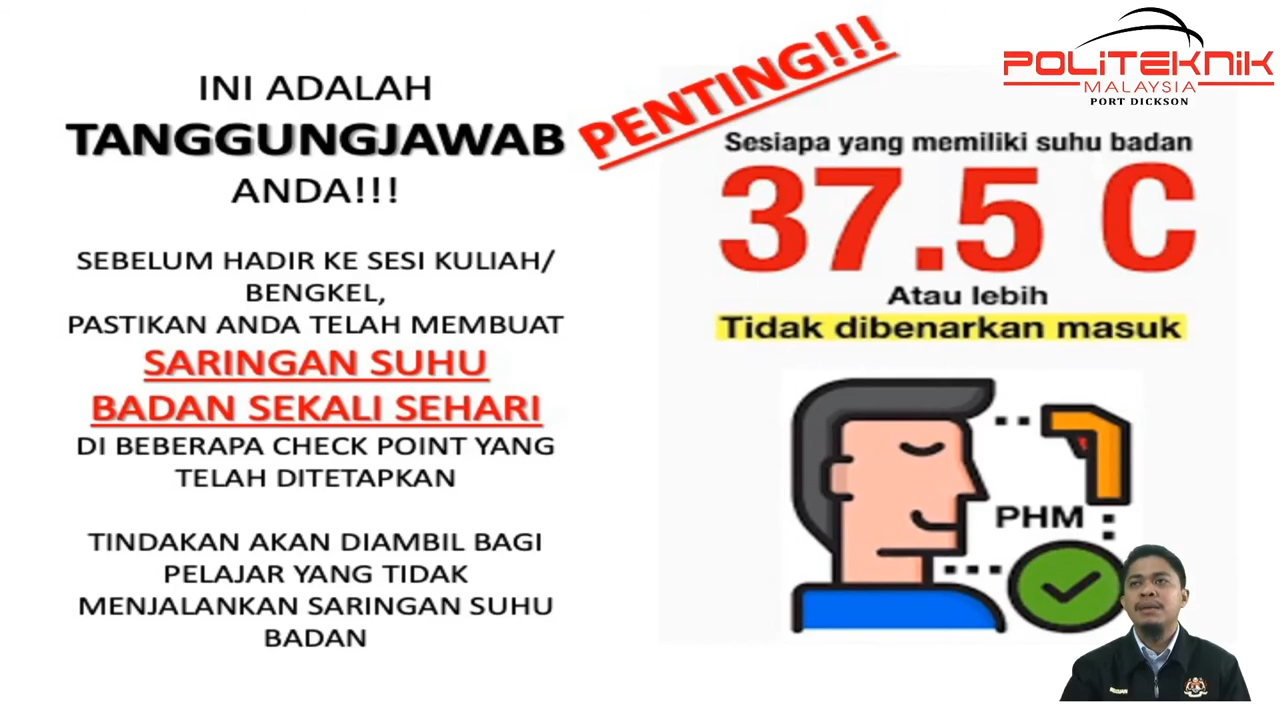 INI ADALAH
TANGGUNGJAWAB
ANDA!!!
SEBELUM HADIR KE SESI KULIAH/
BENGKEL,
PASTIKAN ANDA TELAH MEMBUAT
SARINGAN SUHU
BADAN SEKALI SEHARI
DI BEBERAPA CHECK POINT YANG
TELAH DITETAPKAN
TINDAKAN AKAN DIAMBIL BAGI
PELAJAR YANG TIDAK
MENJALANKAN SARINGAN SUHU
BADAN
PENTING!!!
POLITEKNIK
MALAYSIA
PORT DICKSON
Sesiapa yang memiliki suhu badan
37.5 C
Atau lebih
Tidak dibenarkan masuk
PHM